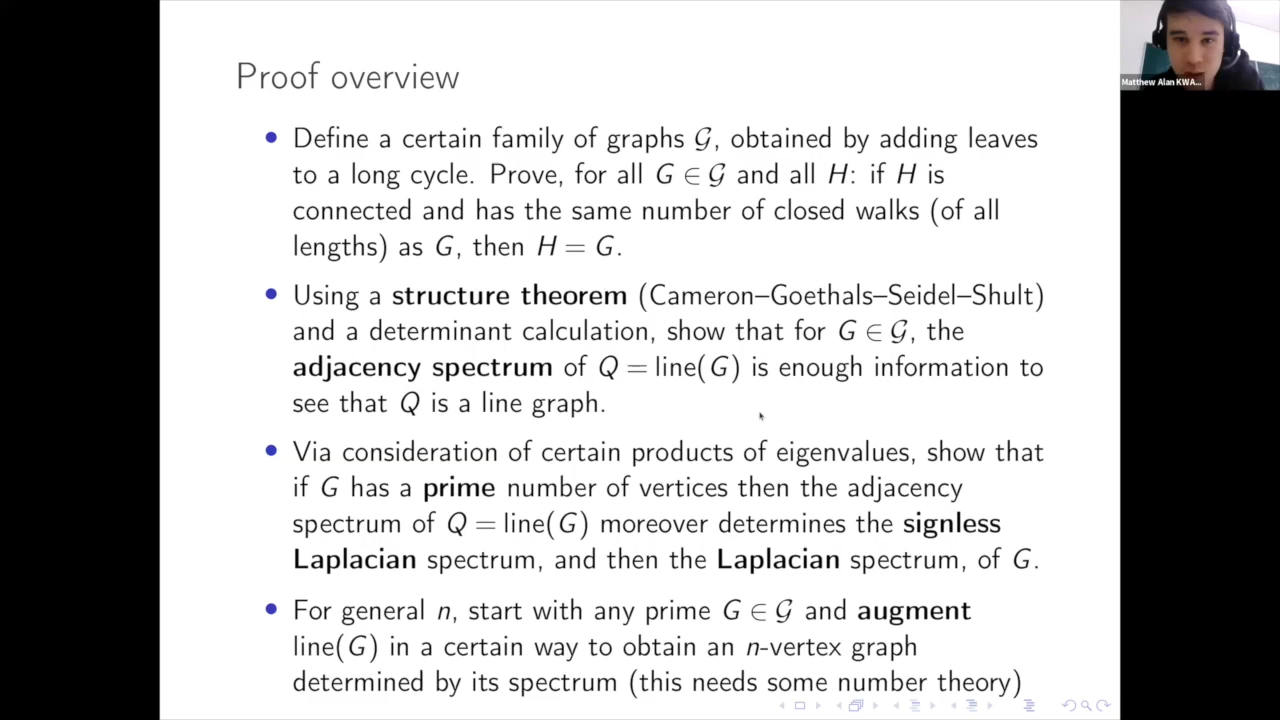 Proof overview
Matthew Alan KWA...
• Define a certain family of graphs 𝒢, obtained by adding leaves
to a long cycle. Prove, for all G ∈ 𝒢 and all H: if H is
connected and has the same number of closed walks (of all
lengths) as G, then H = G.
• Using a structure theorem (Cameron–Goethals–Seidel–Shult)
and a determinant calculation, show that for G ∈ 𝒢, the
adjacency spectrum of Q = line(G) is enough information to
see that Q is a line graph.
• Via consideration of certain products of eigenvalues, show that
if G has a prime number of vertices then the adjacency
spectrum of Q = line(G) moreover determines the signless
Laplacian spectrum, and then the Laplacian spectrum, of G.
• For general n, start with any prime G ∈ 𝒢 and augment
line(G) in a certain way to obtain an n-vertex graph
determined by its spectrum (this needs some number theory)